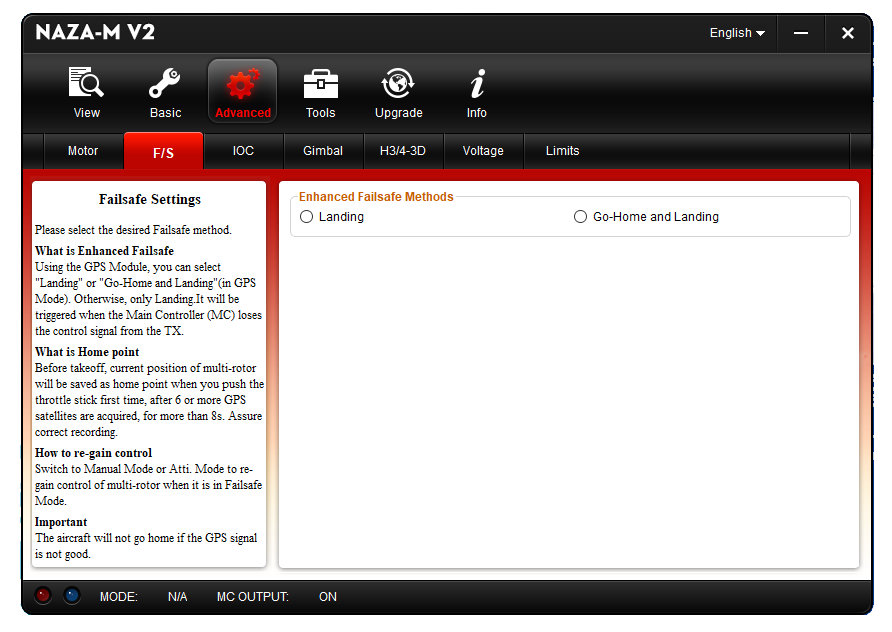 NAZA-M V2
English
View
Basic
Advanced
Tools
Upgrade
Info
Motor
F/S
IOC
Gimbal
H3/4-3D
Voltage
Limits
Failsafe Settings
Please select the desired Failsafe method.
What is Enhanced Failsafe
Using the GPS Module, you can select
"Landing" or "Go-Home and Landing"(in GPS
Mode). Otherwise, only Landing.It will be
triggered when the Main Controller (MC) loses
the control signal from the TX.
What is Home point
Before takeoff, current position of multi-rotor
will be saved as home point when you push the
throttle stick first time, after 6 or more GPS
satellites are acquired, for more than 8s. Assure
correct recording.
How to re-gain control
Switch to Manual Mode or Atti. Mode to re-
gain control of multi-rotor when it is in Failsafe
Mode.
Important
The aircraft will not go home if the GPS signal
is not good.
Enhanced Failsafe Methods
Landing
Go-Home and Landing
MODE: N/A MC OUTPUT: ON